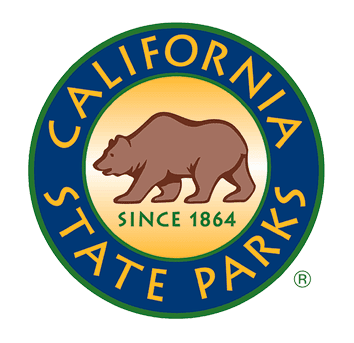 CALIFORNIA
SINCE 1864
STATE PARKS
®